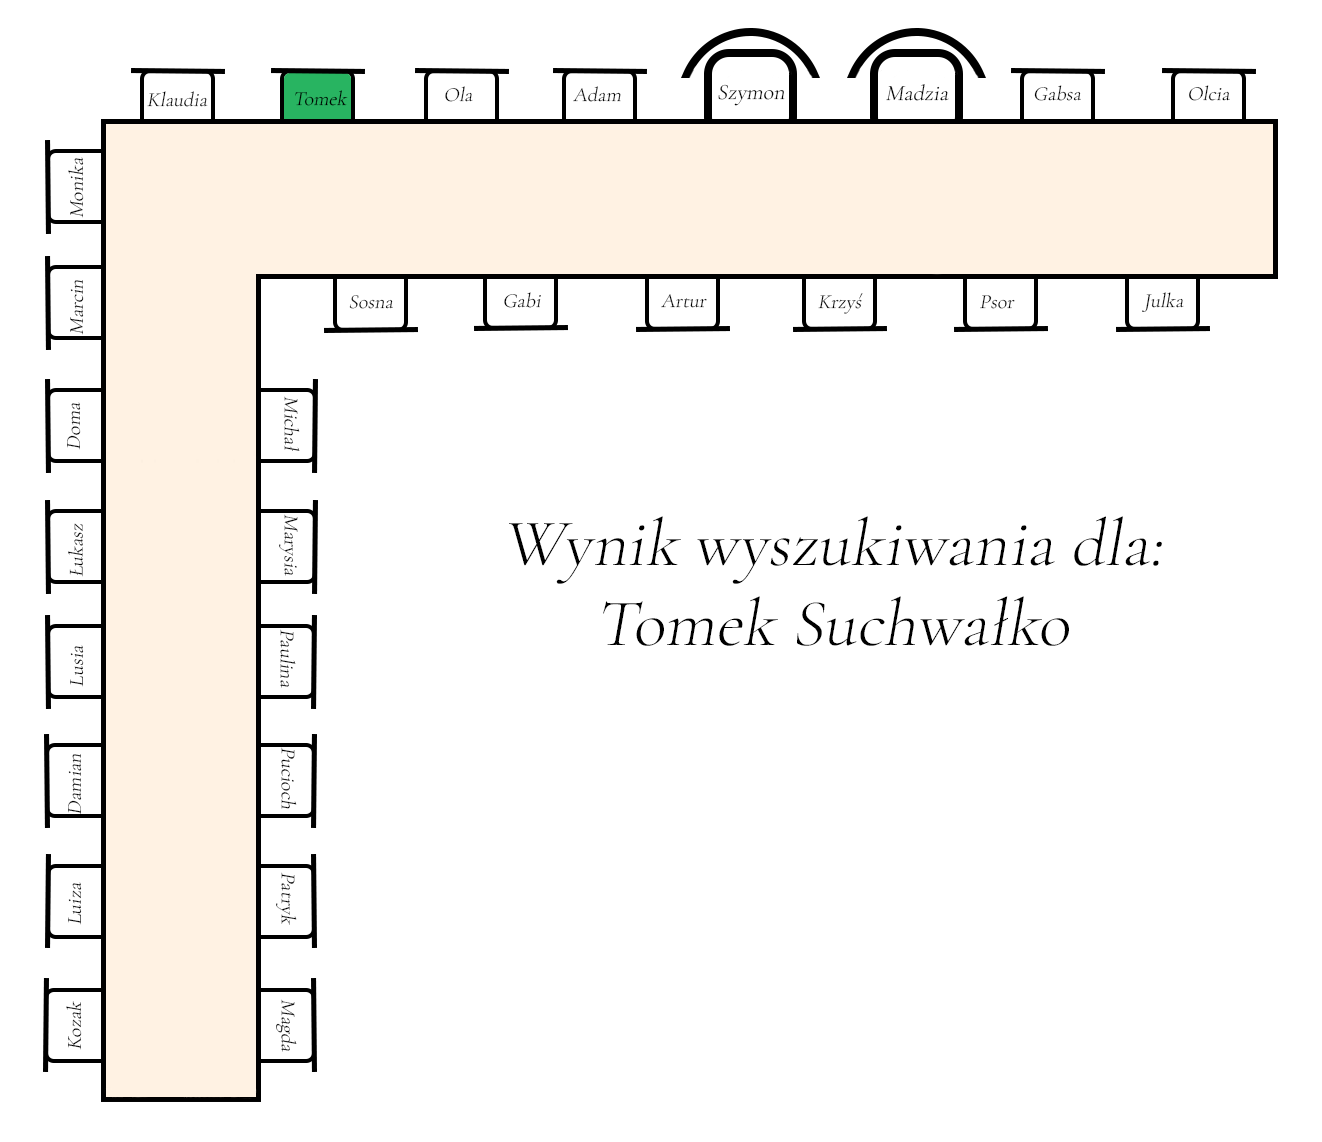 Klaudia
Tomek
Ola
Adam
Szymon
Madzia
Gabsa
Olcia
Monika
Marcin
Doma
Łukasz
Lusia
Damian
Luiza
Kozak
Sosna
Gabi
Artur
Krzyś
Psor
Julka
Michał
Marysia
Paulina
Pucioch
Patryk
Magda
Wynik wyszukiwania dla:
Tomek Suchwałko